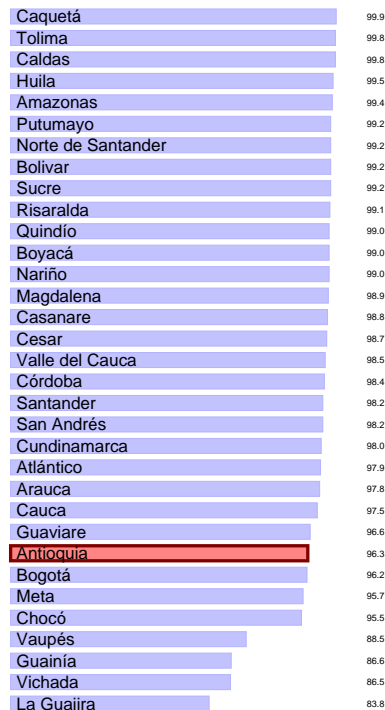 Caquetá 99.9
Tolima 99.8
Caldas 99.8
Huila 99.5
Amazonas 99.4
Putumayo 99.2
Norte de Santander 99.2
Bolivar 99.2
Sucre 99.2
Risaralda 99.1
Quindío 99.0
Boyacá 99.0
Nariño 99.0
Magdalena 98.9
Casanare 98.8
Cesar 98.7
Valle del Cauca 98.5
Córdoba 98.4
Santander 98.2
San Andrés 98.2
Cundinamarca 98.0
Atlántico 97.9
Arauca 97.8
Cauca 97.5
Guaviare 96.6
Antioquia 96.3
Bogotá 96.2
Meta 95.7
Chocó 95.5
Vaupés 88.5
Guainía 86.6
Vichada 86.5
La Guajira 83.8